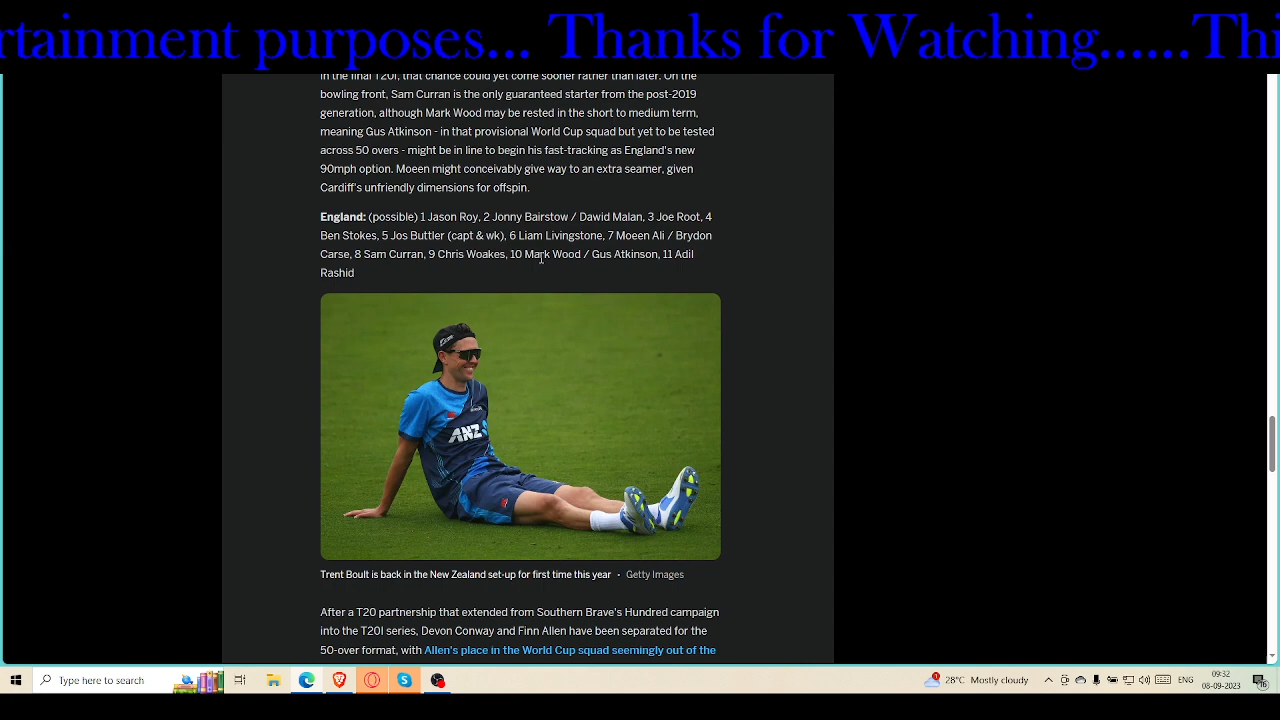 rtainment purposes... Thanks for Watching......Thi
in the final T20I, that chance could yet come sooner rather than later. On the
bowling front, Sam Curran is the only guaranteed starter from the post-2019
generation, although Mark Wood may be rested in the short to medium term,
meaning Gus Atkinson - in that provisional World Cup squad but yet to be tested
across 50 overs - might be in line to begin his fast-tracking as England's new
90mph option. Moeen might conceivably give way to an extra seamer, given
Cardiff's unfriendly dimensions for offspin.
England: (possible) 1 Jason Roy, 2 Jonny Bairstow / Dawid Malan, 3 Joe Root, 4
Ben Stokes, 5 Jos Buttler (capt & wk), 6 Liam Livingstone, 7 Moeen Ali / Brydon
Carse, 8 Sam Curran, 9 Chris Woakes, 10 Mark Wood / Gus Atkinson, 11 Adil
Rashid
ANZ
Trent Boult is back in the New Zealand set-up for first time this year • Getty Images
After a T20 partnership that extended from Southern Brave's Hundred campaign
into the T20I series, Devon Conway and Finn Allen have been separated for the
50-over format, with Allen's place in the World Cup squad seemingly out of the
Type here to search
28°C Mostly cloudy
ENG
09:32
08-09-2023
16